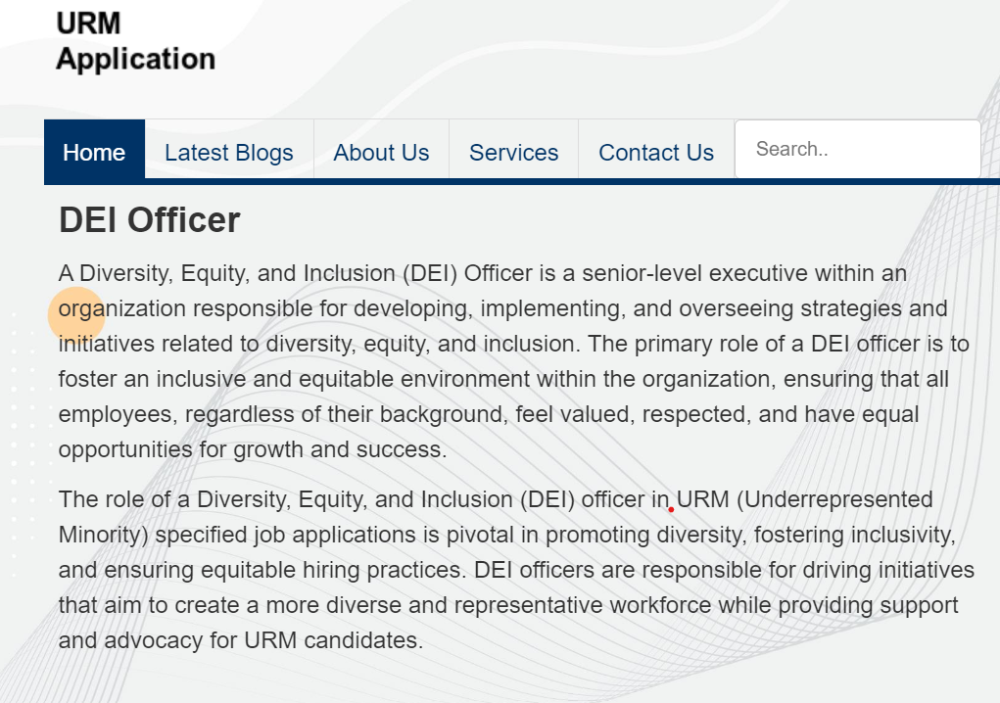 URM
Application
Home Latest Blogs About Us Services Contact Us Search..
DEI Officer
A Diversity, Equity, and Inclusion (DEI) Officer is a senior-level executive within an
organization responsible for developing, implementing, and overseeing strategies and
initiatives related to diversity, equity, and inclusion. The primary role of a DEI officer is to
foster an inclusive and equitable environment within the organization, ensuring that all
employees, regardless of their background, feel valued, respected, and have equal
opportunities for growth and success.
The role of a Diversity, Equity, and Inclusion (DEI) officer in URM (Underrepresented
Minority) specified job applications is pivotal in promoting diversity, fostering inclusivity,
and ensuring equitable hiring practices. DEI officers are responsible for driving initiatives
that aim to create a more diverse and representative workforce while providing support
and advocacy for URM candidates.